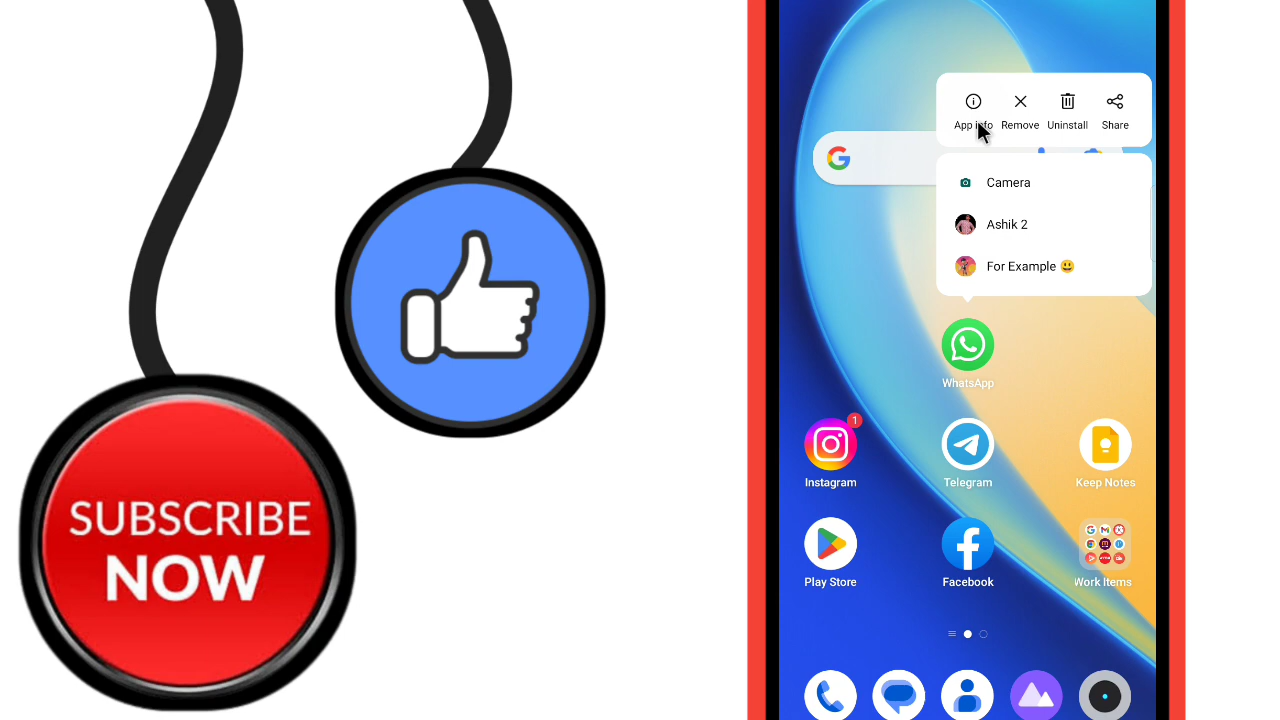 SUBSCRIBE
NOW
App info Remove Uninstall Share
Camera
Ashik 2
For Example 😃
WhatsApp
1
Instagram Telegram Keep Notes
Play Store Facebook Work Items